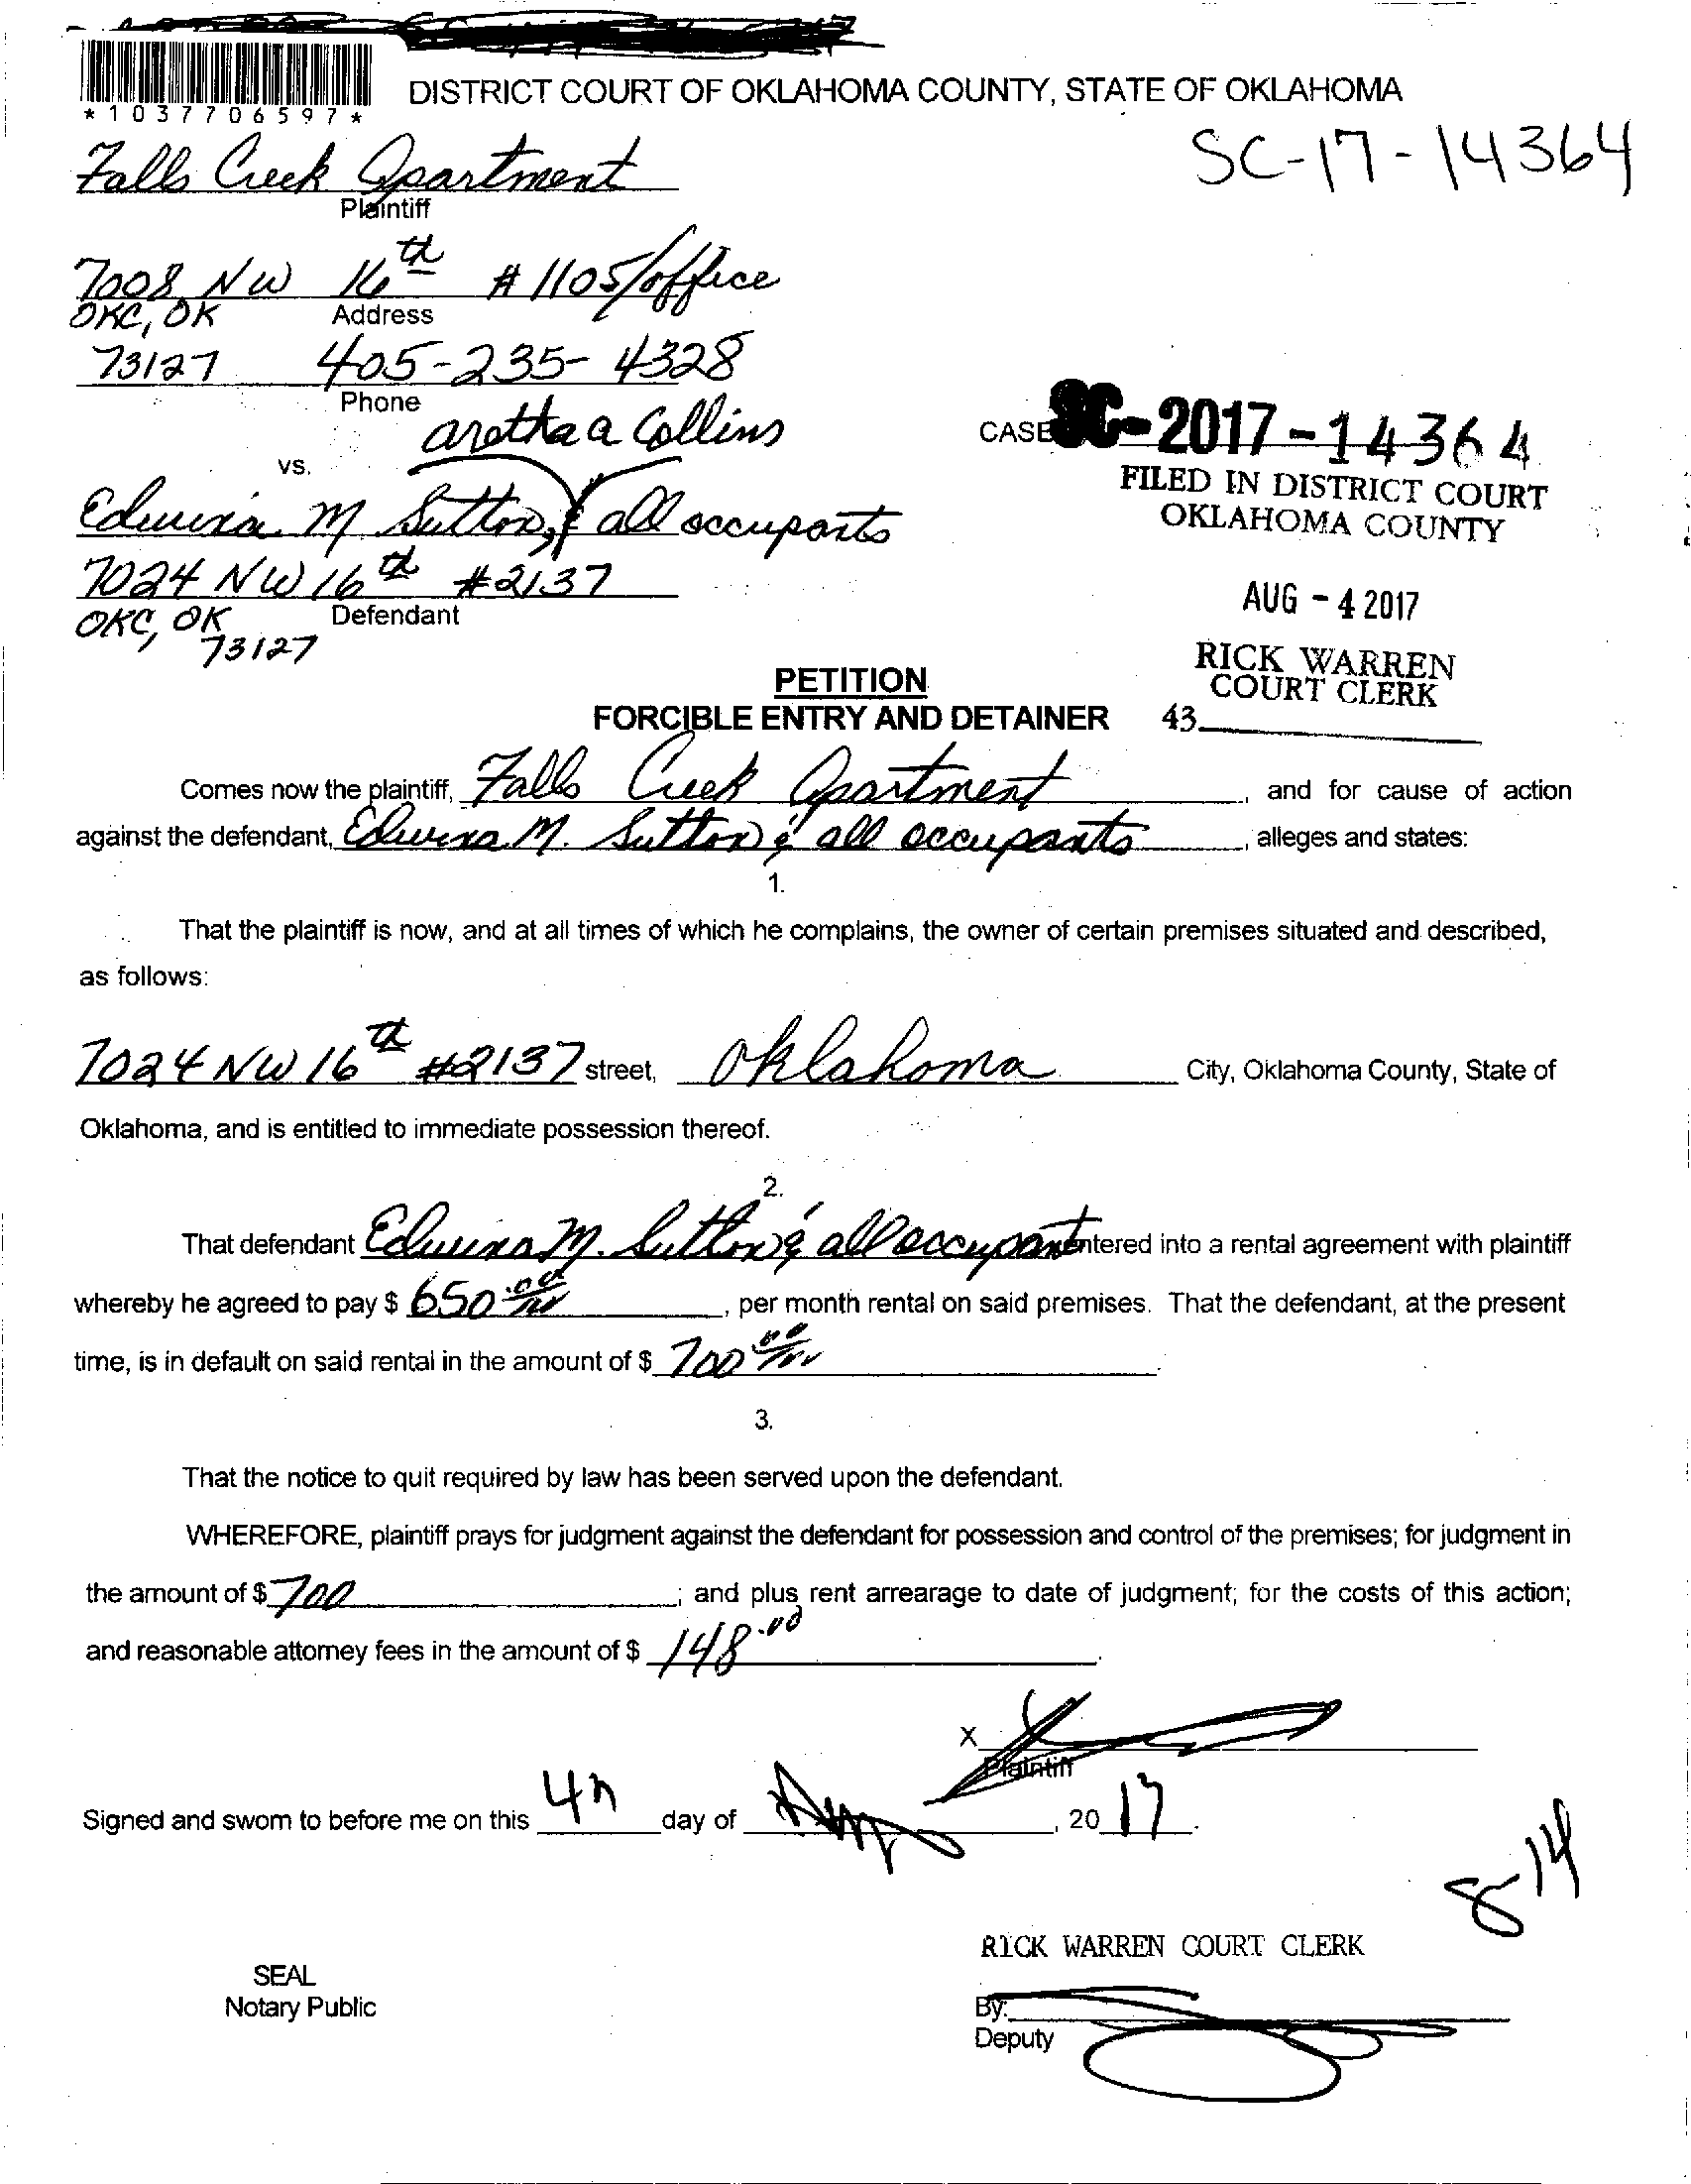 *1037706597*
DISTRICT COURT OF OKLAHOMA COUNTY, STATE OF OKLAHOMA
SC-17-14364
Falls Creek Apartment
Plaintiff
7008 NW 16th #1105/office
OKC, OK
Address
73127 405-235-4328
Phone
aretha a Collins
CASE SC-2017-14364
vs.
FILED IN DISTRICT COURT
OKLAHOMA COUNTY
Edwina M Sutton, & all occupants
7024 NW 16th #2137
AUG - 4 2017
OKC, OK
Defendant
73127
RICK WARREN
COURT CLERK
43
PETITION
FORCIBLE ENTRY AND DETAINER
Comes now the plaintiff, Falls Creek Apartment, and for cause of action
against the defendant, Edwina M. Sutton & all occupants, alleges and states:
1.
That the plaintiff is now, and at all times of which he complains, the owner of certain premises situated and described,
as follows:
7024 NW 16th #2137 street, Oklahoma City, Oklahoma County, State of
Oklahoma, and is entitled to immediate possession thereof.
2.
That defendant Edwina M. Sutton & all occupant entered into a rental agreement with plaintiff
whereby he agreed to pay $ 650.00, per month rental on said premises. That the defendant, at the present
time, is in default on said rental in the amount of $ 700.00.
3.
That the notice to quit required by law has been served upon the defendant.
WHEREFORE, plaintiff prays for judgment against the defendant for possession and control of the premises; for judgment in
the amount of $ 700; and plus rent arrearage to date of judgment; for the costs of this action;
and reasonable attorney fees in the amount of $ 148.00.
X
Plaintiff
Signed and sworn to before me on this 4th day of Aug, 2017.
8-14
RICK WARREN COURT CLERK
SEAL
Notary Public
By:
Deputy